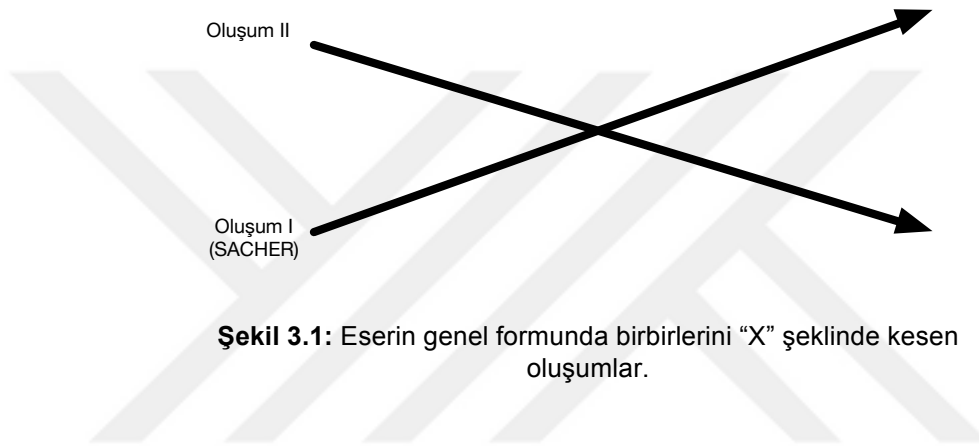 Oluşum II
Oluşum I
(SACHER)
Şekil 3.1: Eserin genel formunda birbirlerini “X” şeklinde kesen
oluşumlar.